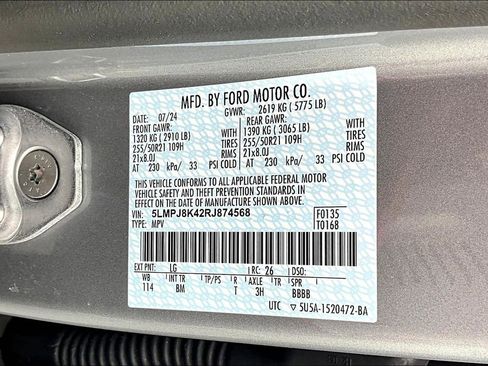 MFD. BY FORD MOTOR CO.
DATE: 07/24 GVWR: 2619 KG ( 5775 LB)
FRONT GAWR: REAR GAWR:
1320 KG ( 2910 LB) 1390 KG ( 3065 LB)
255/50R21 109H TIRES 255/50R21 109H TIRES
21x8.0J RIMS 21x8.0J RIMS
AT 230 kPa/ 33 PSI AT 230 kPa/ 33 PSI
THIS VEHICLE CONFORMS TO ALL APPLICABLE FEDERAL MOTOR
VEHICLE SAFETY AND THEFT PREVENTION STANDARDS IN
EFFECT ON THE DATE OF MANUFACTURE SHOWN ABOVE.
VIN: 5LMPJ8K42RJ874568 F0135
TYPE: MPV T0168
EXT PNT: LG RC: 26 DSO:
WB INT TR TP/PS R AXLE TR SPR
114 BM T 3H BBBB
UTC 5U5A-1520472-BA